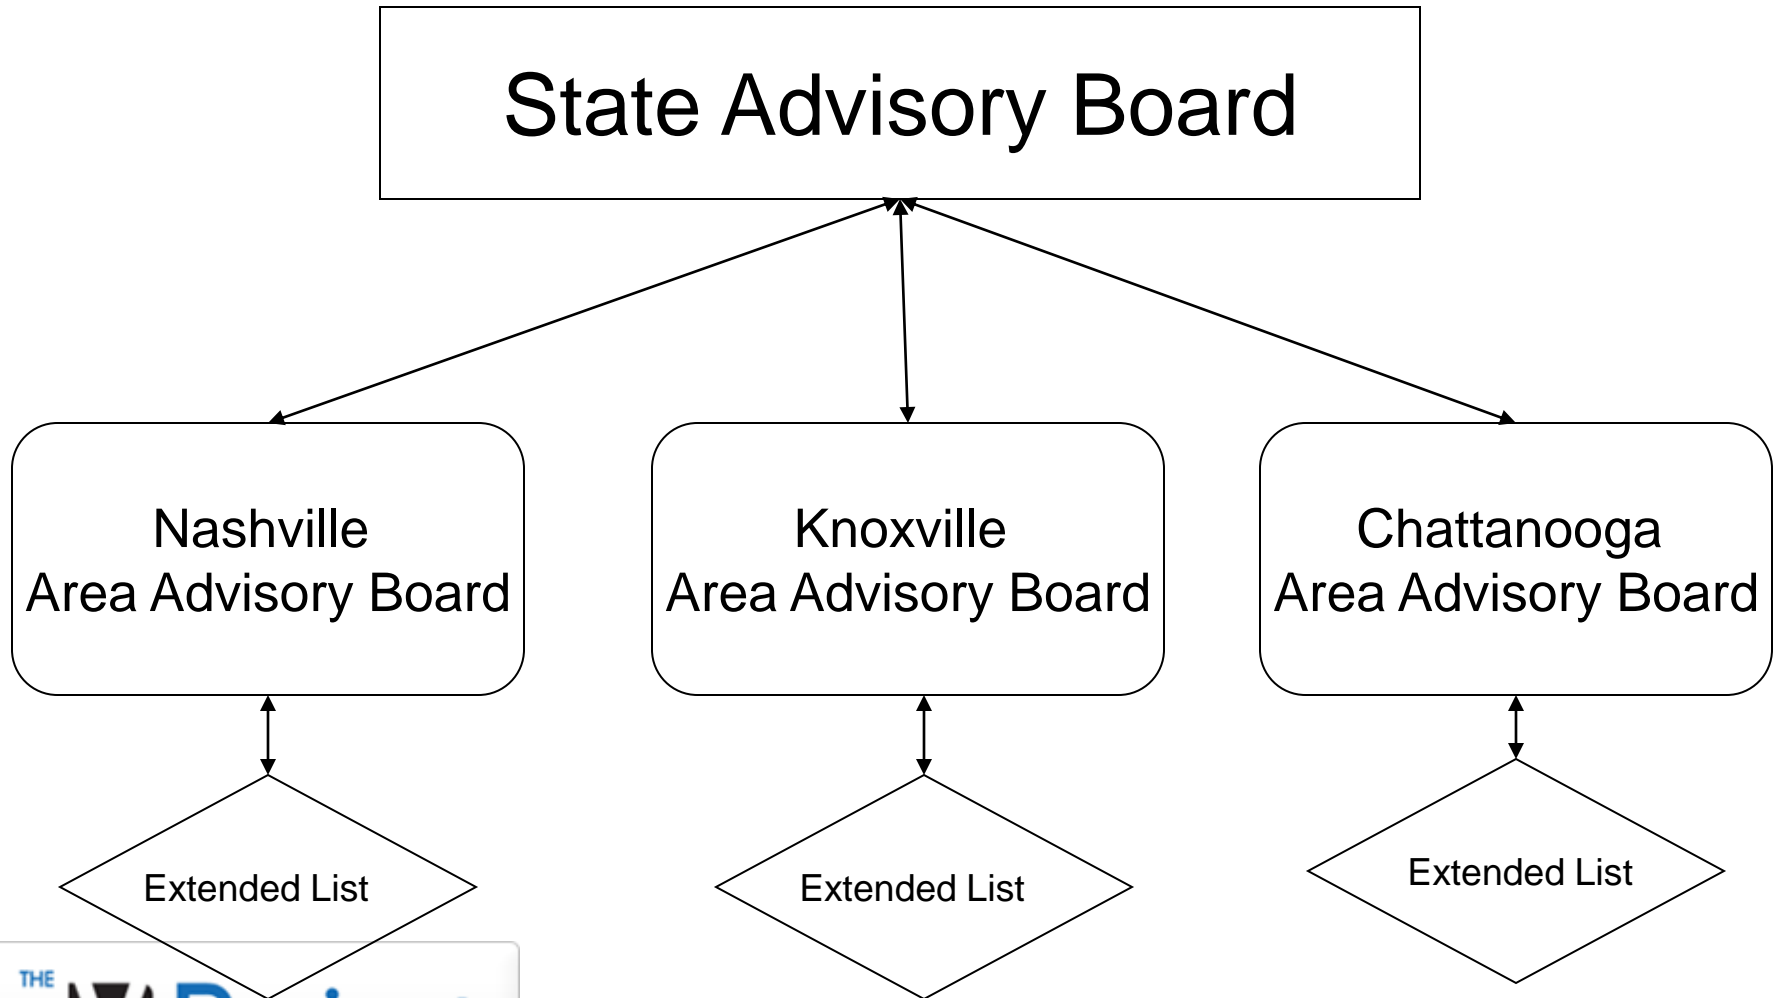 State Advisory Board
Nashville
Area Advisory Board
Knoxville
Area Advisory Board
Chattanooga
Area Advisory Board
Extended List
Extended List
Extended List
THE